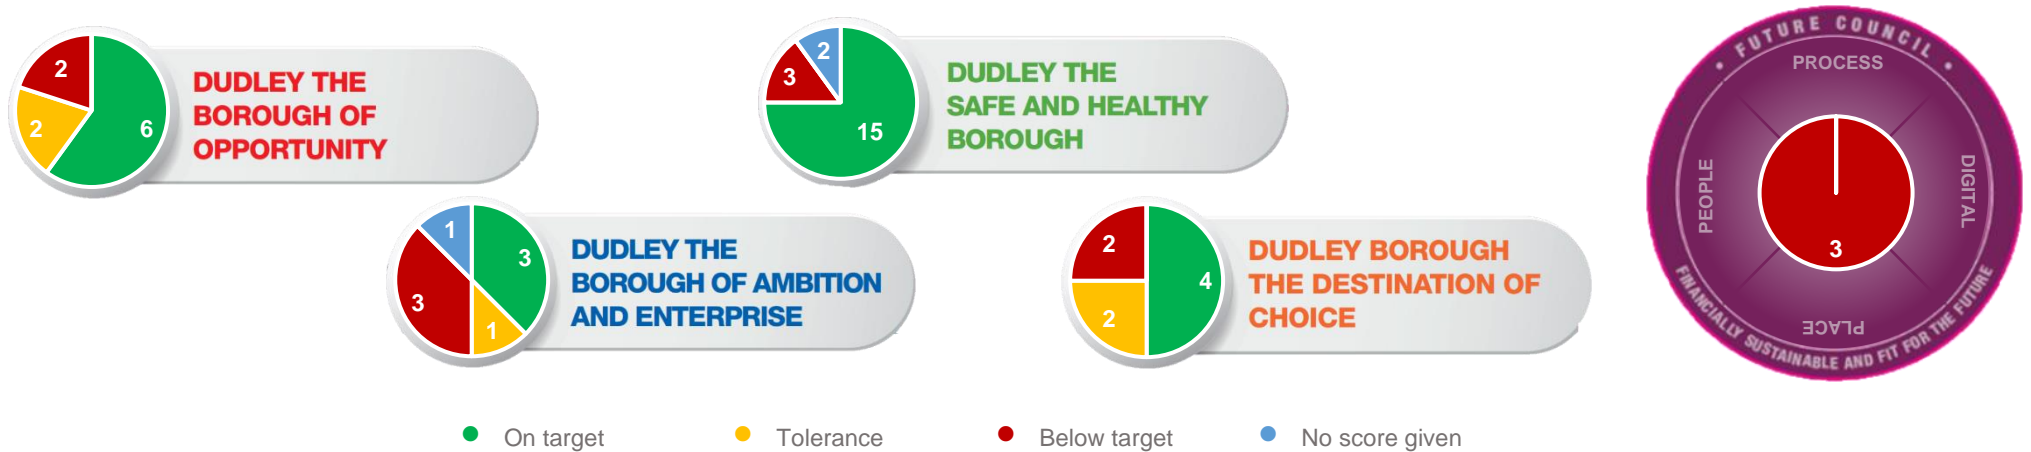 2
2
6
DUDLEY THE
BOROUGH OF
OPPORTUNITY
2
3
15
DUDLEY THE
SAFE AND HEALTHY
BOROUGH
1
3
3
1
DUDLEY THE
BOROUGH OF AMBITION
AND ENTERPRISE
2
4
2
DUDLEY BOROUGH
THE DESTINATION OF
CHOICE
• FUTURE COUNCIL •
PROCESS
DIGITAL
PEOPLE
PLACE
3
FINANCIALLY SUSTAINABLE AND FIT FOR THE FUTURE
On target
Tolerance
Below target
No score given